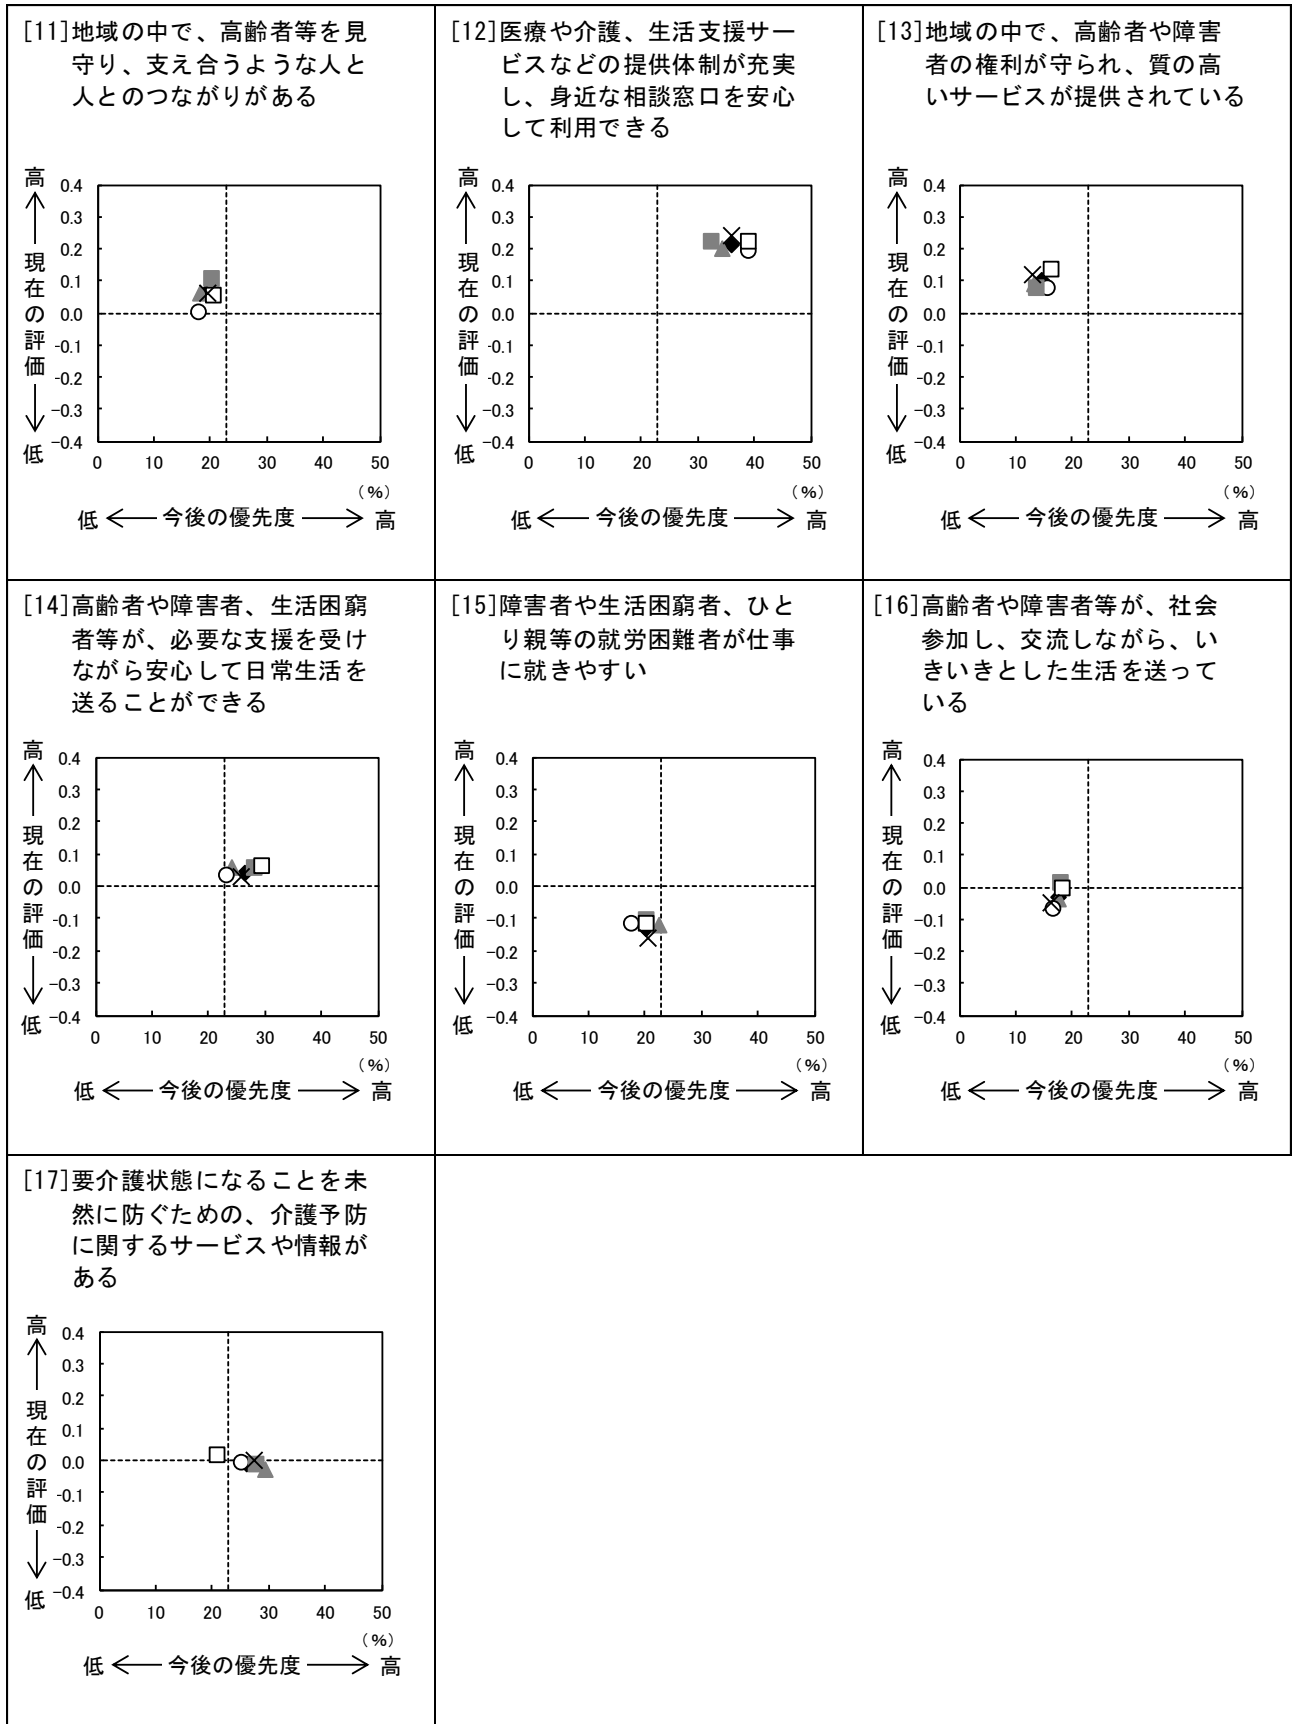 [11]地域の中で、高齢者等を見
守り、支え合うような人と
人とのつながりがある
高
現在の評価
低
0.4
0.3
0.2
0.1
0.0
-0.1
-0.2
-0.3
-0.4
0 10 20 30 40 50
(%)
低 今後の優先度 高
[12]医療や介護、生活支援サー
ビスなどの提供体制が充実
し、身近な相談窓口を安心
して利用できる
高
現在の評価
低
0.4
0.3
0.2
0.1
0.0
-0.1
-0.2
-0.3
-0.4
0 10 20 30 40 50
(%)
低 今後の優先度 高
[13]地域の中で、高齢者や障害
者の権利が守られ、質の高
いサービスが提供されている
高
現在の評価
低
0.4
0.3
0.2
0.1
0.0
-0.1
-0.2
-0.3
-0.4
0 10 20 30 40 50
(%)
低 今後の優先度 高
[14]高齢者や障害者、生活困窮
者等が、必要な支援を受け
ながら安心して日常生活を
送ることができる
高
現在の評価
低
0.4
0.3
0.2
0.1
0.0
-0.1
-0.2
-0.3
-0.4
0 10 20 30 40 50
(%)
低 今後の優先度 高
[15]障害者や生活困窮者、ひと
り親等の就労困難者が仕事
に就きやすい
高
現在の評価
低
0.4
0.3
0.2
0.1
0.0
-0.1
-0.2
-0.3
-0.4
0 10 20 30 40 50
(%)
低 今後の優先度 高
[16]高齢者や障害者等が、社会
参加し、交流しながら、い
きいきとした生活を送って
いる
高
現在の評価
低
0.4
0.3
0.2
0.1
0.0
-0.1
-0.2
-0.3
-0.4
0 10 20 30 40 50
(%)
低 今後の優先度 高
[17]要介護状態になることを未
然に防ぐための、介護予防
に関するサービスや情報が
ある
高
現在の評価
低
0.4
0.3
0.2
0.1
0.0
-0.1
-0.2
-0.3
-0.4
0 10 20 30 40 50
(%)
低 今後の優先度 高